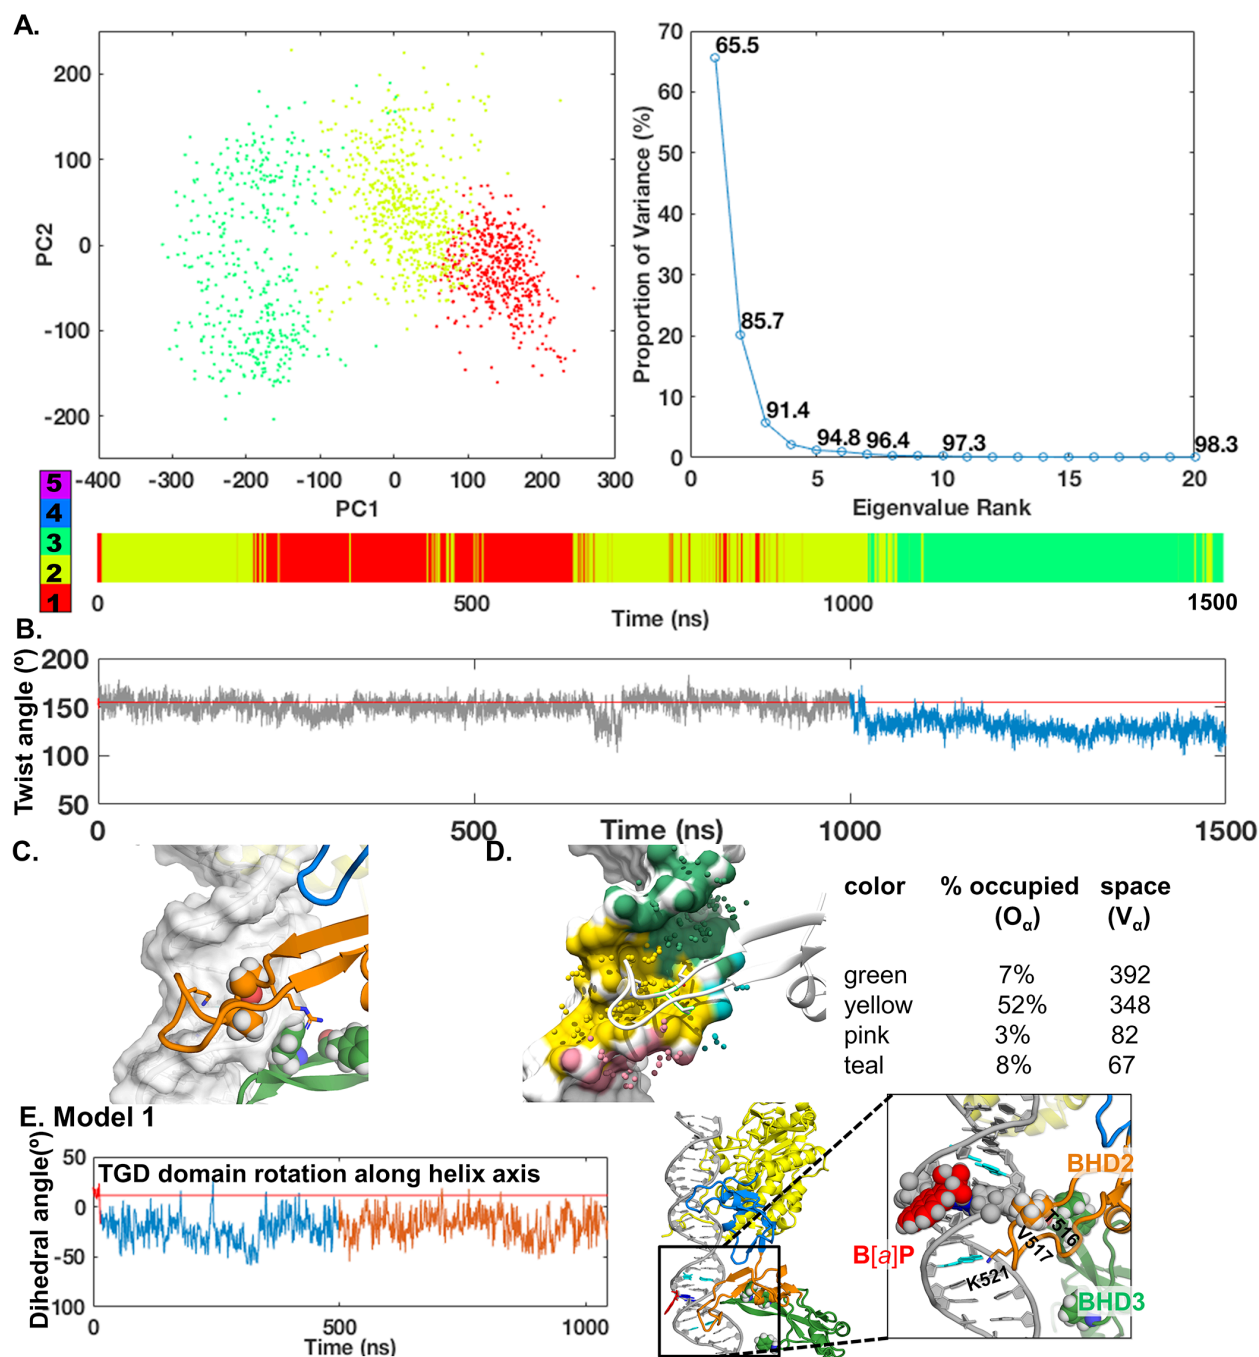 A.
200
100
0
-100
-200
PC2
-400 -300 -200 -100 0 100 200 300
PC1
70
60
50
40
30
20
10
0
Proportion of Variance (%)
65.5
85.7
91.4
94.8 96.4 97.3 98.3
0 5 10 15 20
Eigenvalue Rank
5
4
3
2
1
0 500 1000 1500
Time (ns)
B.
200
150
100
50
Twist angle (º)
0 500 1000 1500
Time (ns)
C.
D.
color % occupied space
(Oα) (Vα)
green 7% 392
yellow 52% 348
pink 3% 82
teal 8% 67
E. Model 1
TGD domain rotation along helix axis
50
0
-50
100
Dihedral angle(º)
0 500 1000
Time (ns)
BHD2
T516
V517
K521
B[a]P
BHD3